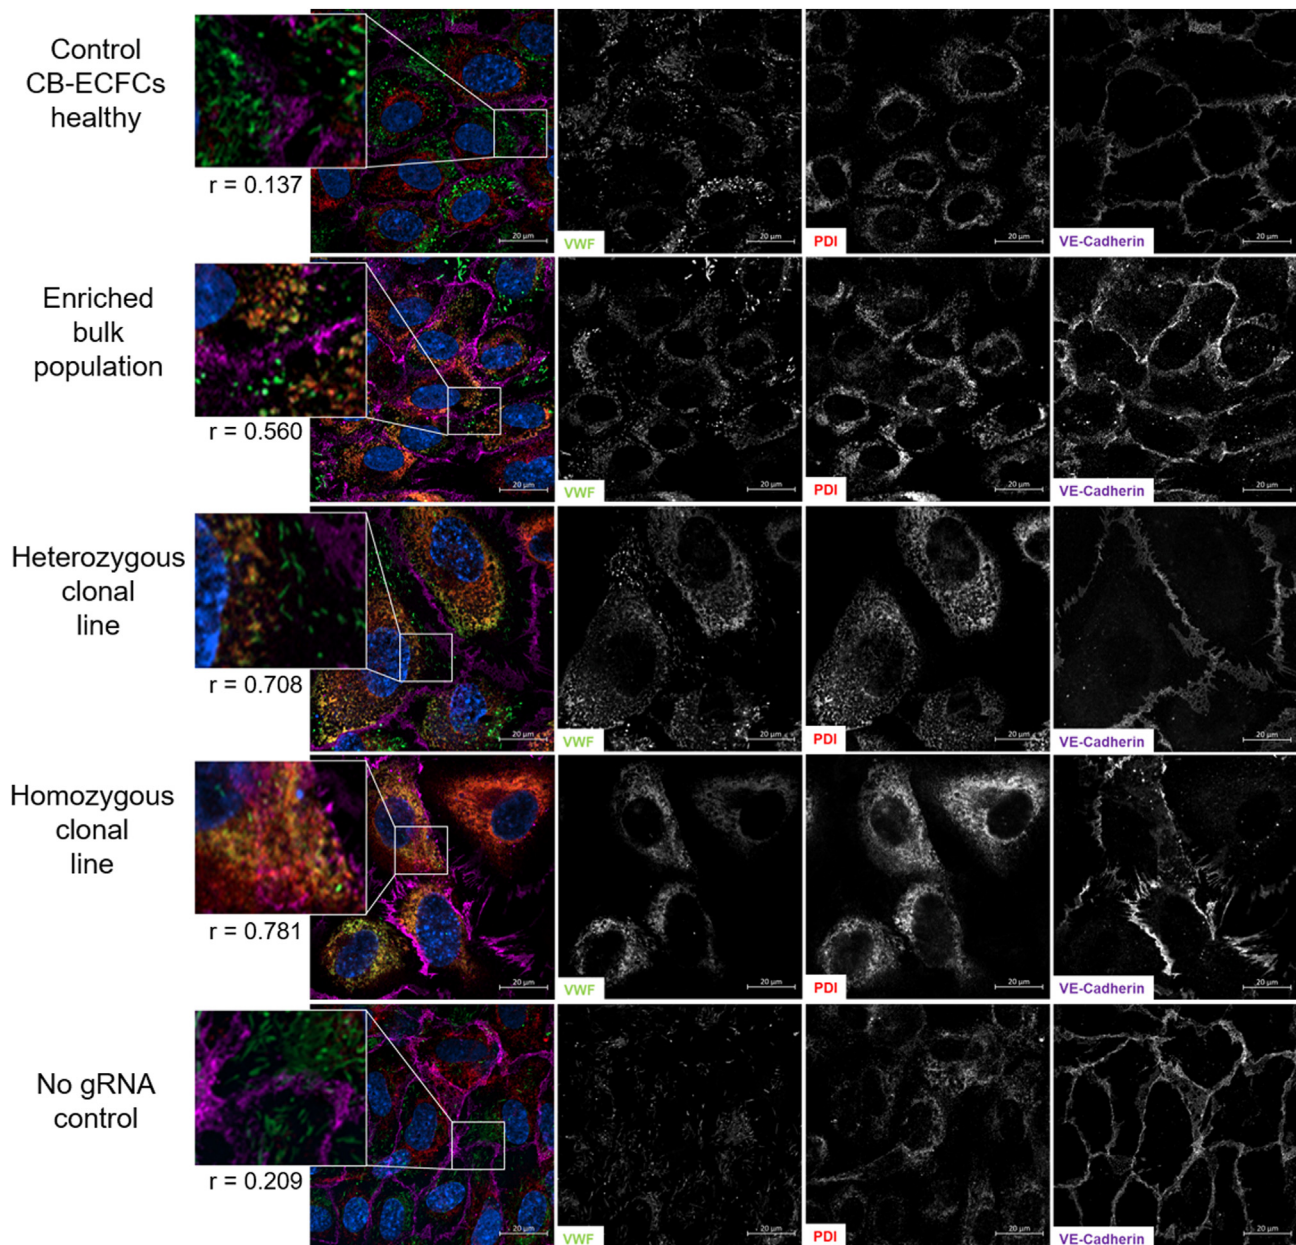 Control
CB-ECFCs
healthy
r = 0.137
20 µm
VWF
20 µm
PDI
20 µm
VE-Cadherin
20 µm
Enriched
bulk
population
r = 0.560
20 µm
VWF
20 µm
PDI
20 µm
VE-Cadherin
20 µm
Heterozygous
clonal
line
r = 0.708
20 µm
VWF
20 µm
PDI
20 µm
VE-Cadherin
20 µm
Homozygous
clonal
line
r = 0.781
20 µm
VWF
20 µm
PDI
20 µm
VE-Cadherin
20 µm
No gRNA
control
r = 0.209
20 µm
VWF
20 µm
PDI
20 µm
VE-Cadherin
20 µm